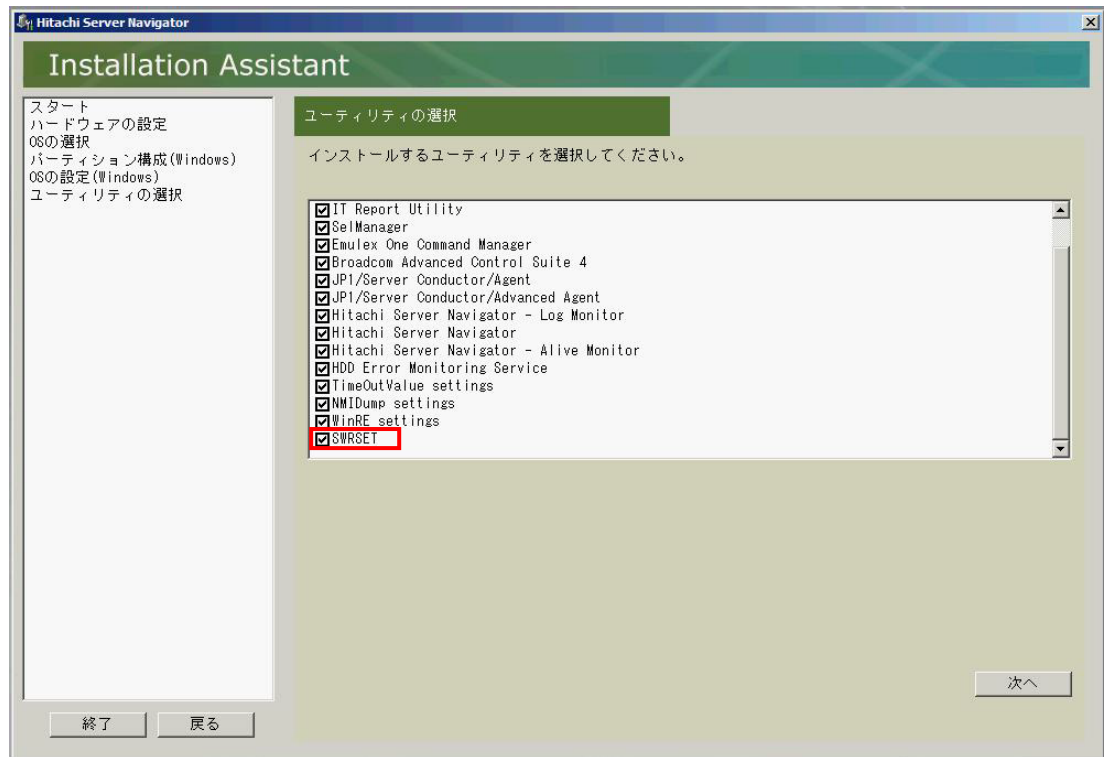 Hitachi Server Navigator
Installation Assistant
スタート
ハードウェアの設定
OSの選択
パーティション構成(Windows)
OSの設定(Windows)
ユーティリティの選択
ユーティリティの選択
インストールするユーティリティを選択してください。
IT Report Utility
SelManager
Emulex One Command Manager
Broadcom Advanced Control Suite 4
JP1/Server Conductor/Agent
JP1/Server Conductor/Advanced Agent
Hitachi Server Navigator - Log Monitor
Hitachi Server Navigator
Hitachi Server Navigator - Alive Monitor
HDD Error Monitoring Service
TimeOutValue settings
NMIDump settings
WinRE settings
SWRSET
次へ
終了 戻る